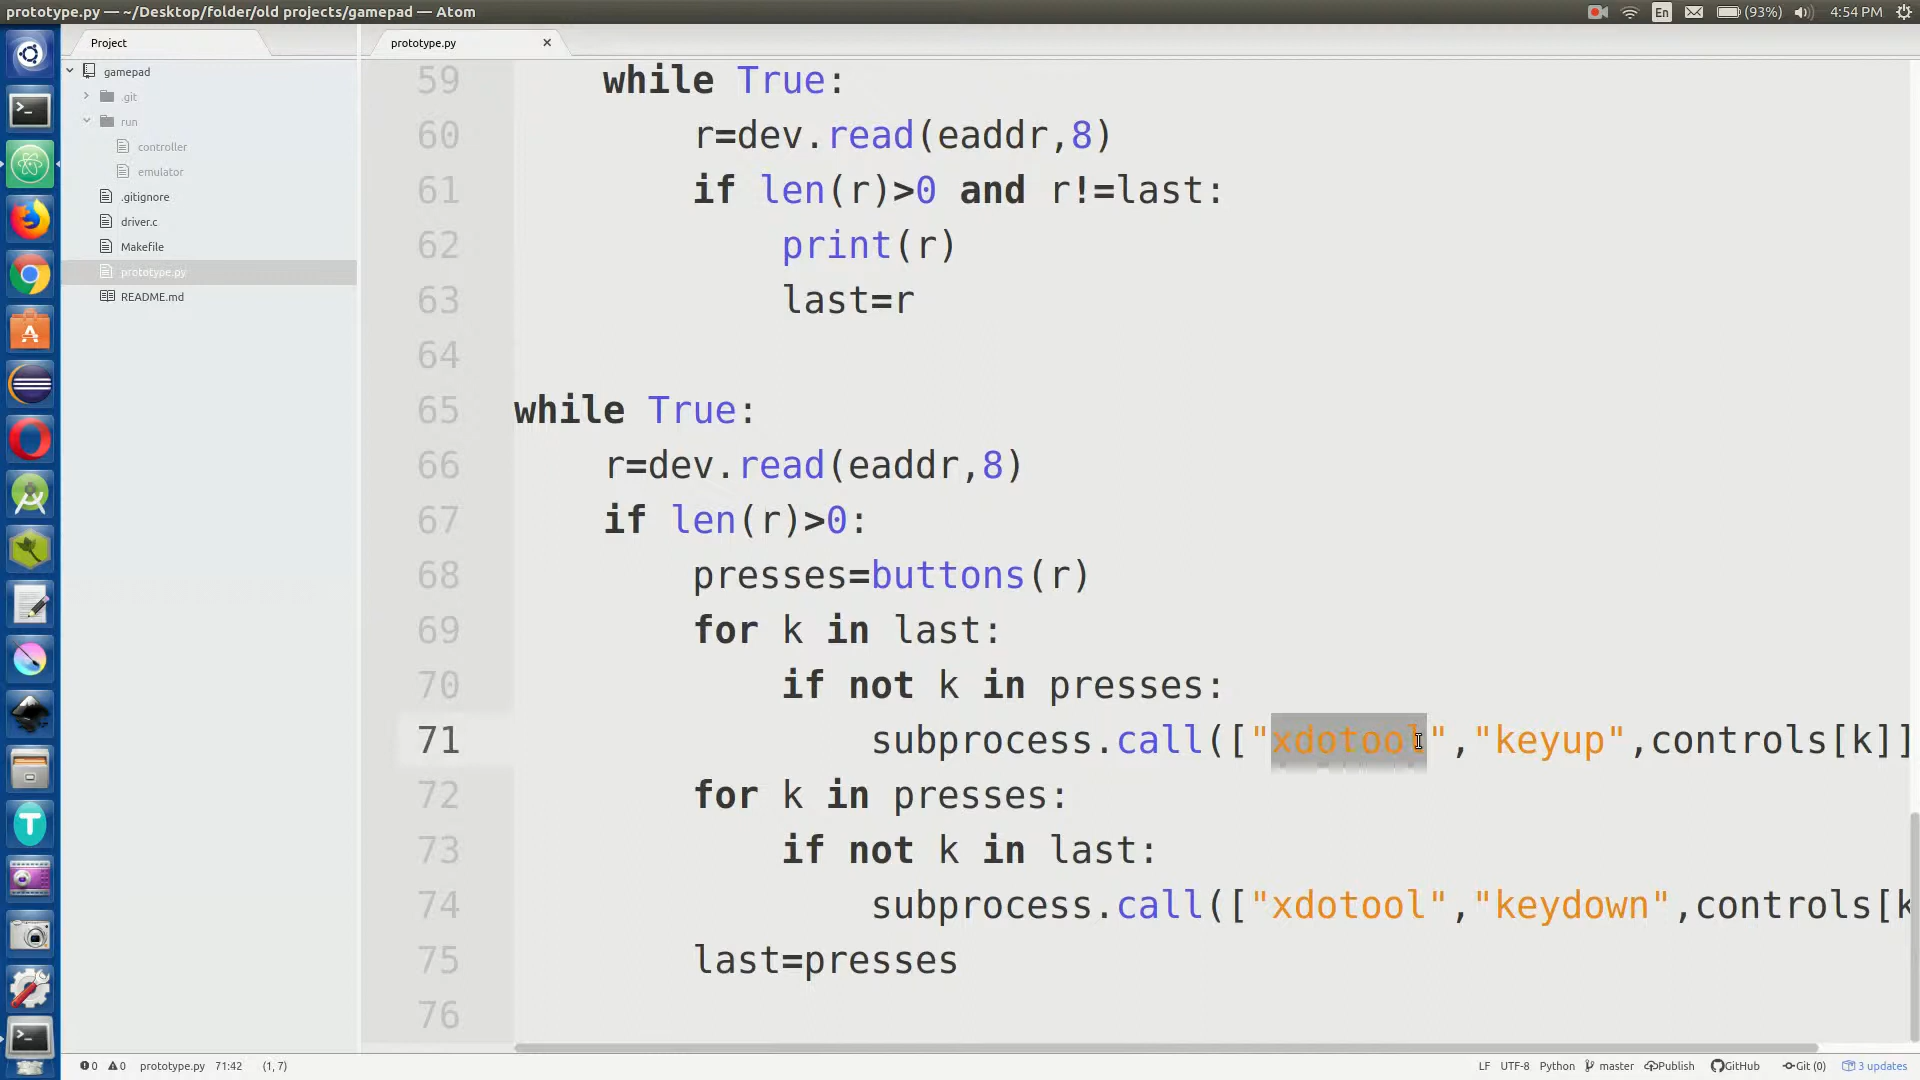 prototype.py — ~/Desktop/folder/old projects/gamepad — Atom
En
(93%)
4:54 PM
Project
prototype.py
gamepad
.git
run
controller
emulator
.gitignore
driver.c
Makefile
prototype.py
README.md
59 while True:
60 r=dev.read(eaddr,8)
61 if len(r)>0 and r!=last:
62 print(r)
63 last=r
64
65 while True:
66 r=dev.read(eaddr,8)
67 if len(r)>0:
68 presses=buttons(r)
69 for k in last:
70 if not k in presses:
71 subprocess.call(["xdotool","keyup",controls[k]]
72 for k in presses:
73 if not k in last:
74 subprocess.call(["xdotool","keydown",controls[k
75 last=presses
76
0 0 prototype.py 71:42 (1, 7)
LF UTF-8 Python master Publish GitHub Git (0) 3 updates